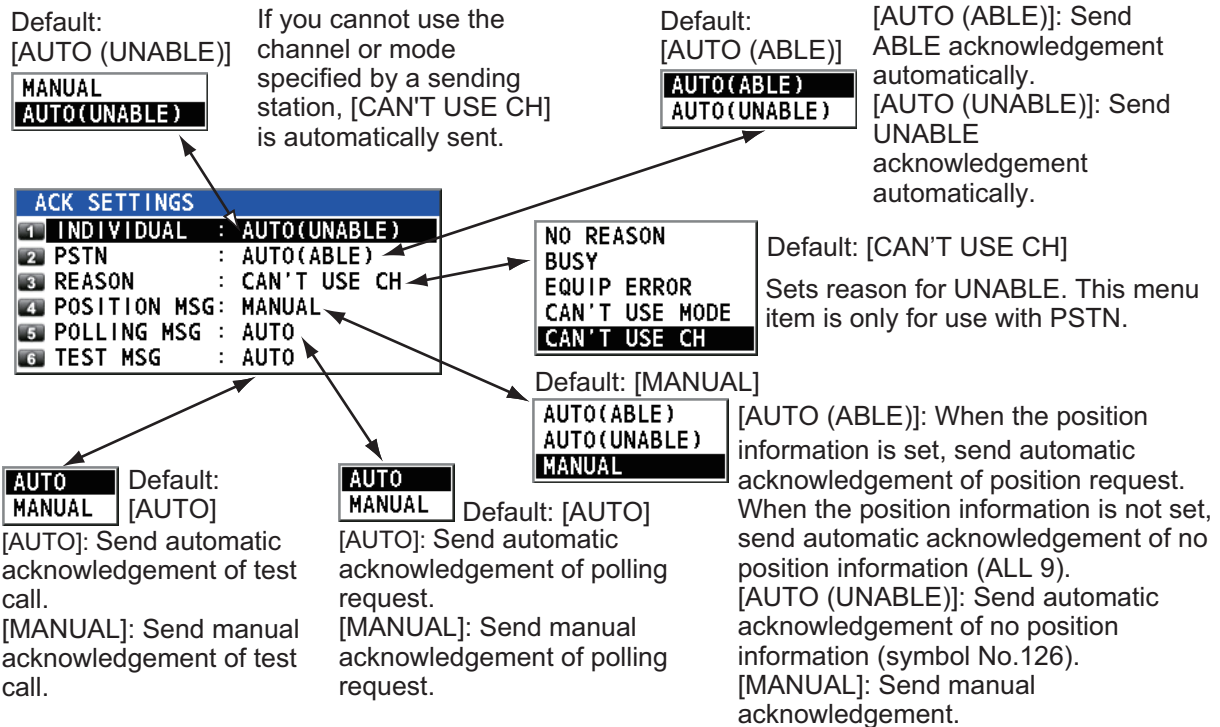 Default:
[AUTO (UNABLE)]
MANUAL
AUTO(UNABLE)
If you cannot use the
channel or mode
specified by a sending
station, [CAN'T USE CH]
is automatically sent.
Default:
[AUTO (ABLE)]
AUTO(ABLE)
AUTO(UNABLE)
[AUTO (ABLE)]: Send
ABLE acknowledgement
automatically.
[AUTO (UNABLE)]: Send
UNABLE
acknowledgement
automatically.
ACK SETTINGS
1 INDIVIDUAL : AUTO(UNABLE)
2 PSTN : AUTO(ABLE)
3 REASON : CAN'T USE CH
4 POSITION MSG: MANUAL
5 POLLING MSG : AUTO
6 TEST MSG : AUTO
NO REASON
BUSY
EQUIP ERROR
CAN'T USE MODE
CAN'T USE CH
Default: [CAN’T USE CH]
Sets reason for UNABLE. This menu
item is only for use with PSTN.
AUTO
MANUAL
Default:
[AUTO]
[AUTO]: Send automatic
acknowledgement of test
call.
[MANUAL]: Send manual
acknowledgement of test
call.
AUTO
MANUAL
Default: [AUTO]
[AUTO]: Send automatic
acknowledgement of polling
request.
[MANUAL]: Send manual
acknowledgement of polling
request.
Default: [MANUAL]
AUTO(ABLE)
AUTO(UNABLE)
MANUAL
[AUTO (ABLE)]: When the position
information is set, send automatic
acknowledgement of position request.
When the position information is not set,
send automatic acknowledgement of no
position information (ALL 9).
[AUTO (UNABLE)]: Send automatic
acknowledgement of no position
information (symbol No.126).
[MANUAL]: Send manual
acknowledgement.